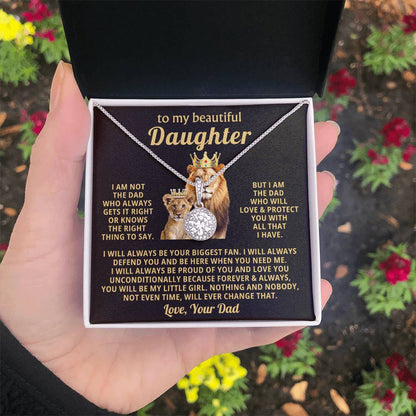 to my beautiful
Daughter
I AM NOT
THE DAD
WHO ALWAYS
GETS IT RIGHT
OR KNOWS
THE RIGHT
THING TO SAY.
BUT I AM
THE DAD
WHO WILL
LOVE & PROTECT
YOU WITH
ALL THAT
I HAVE.
I WILL ALWAYS BE YOUR BIGGEST FAN. I WILL ALWAYS
DEFEND YOU AND BE HERE WHEN YOU NEED ME.
I WILL ALWAYS BE PROUD OF YOU AND LOVE YOU
UNCONDITIONALLY BECAUSE FOREVER & ALWAYS,
YOU WILL BE MY LITTLE GIRL. NOTHING AND NOBODY,
NOT EVEN TIME, WILL EVER CHANGE THAT.
Love, Your Dad